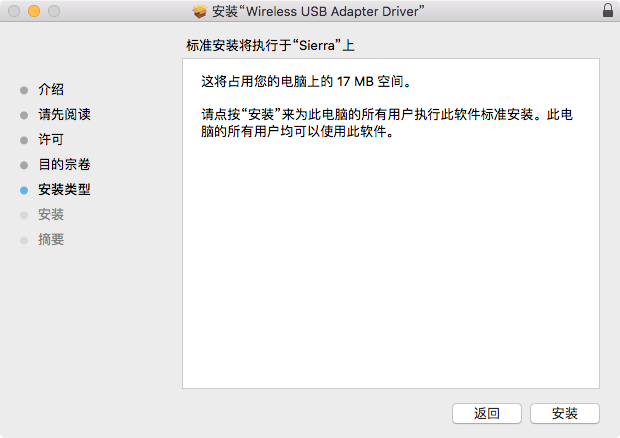 安装“Wireless USB Adapter Driver”
标准安装将执行于“Sierra”上
介绍
请先阅读
许可
目的宗卷
安装类型
安装
摘要
这将占用您的电脑上的 17 MB 空间。
请点按“安装”来为此电脑的所有用户执行此软件标准安装。此电
脑的所有用户均可以使用此软件。
返回
安装